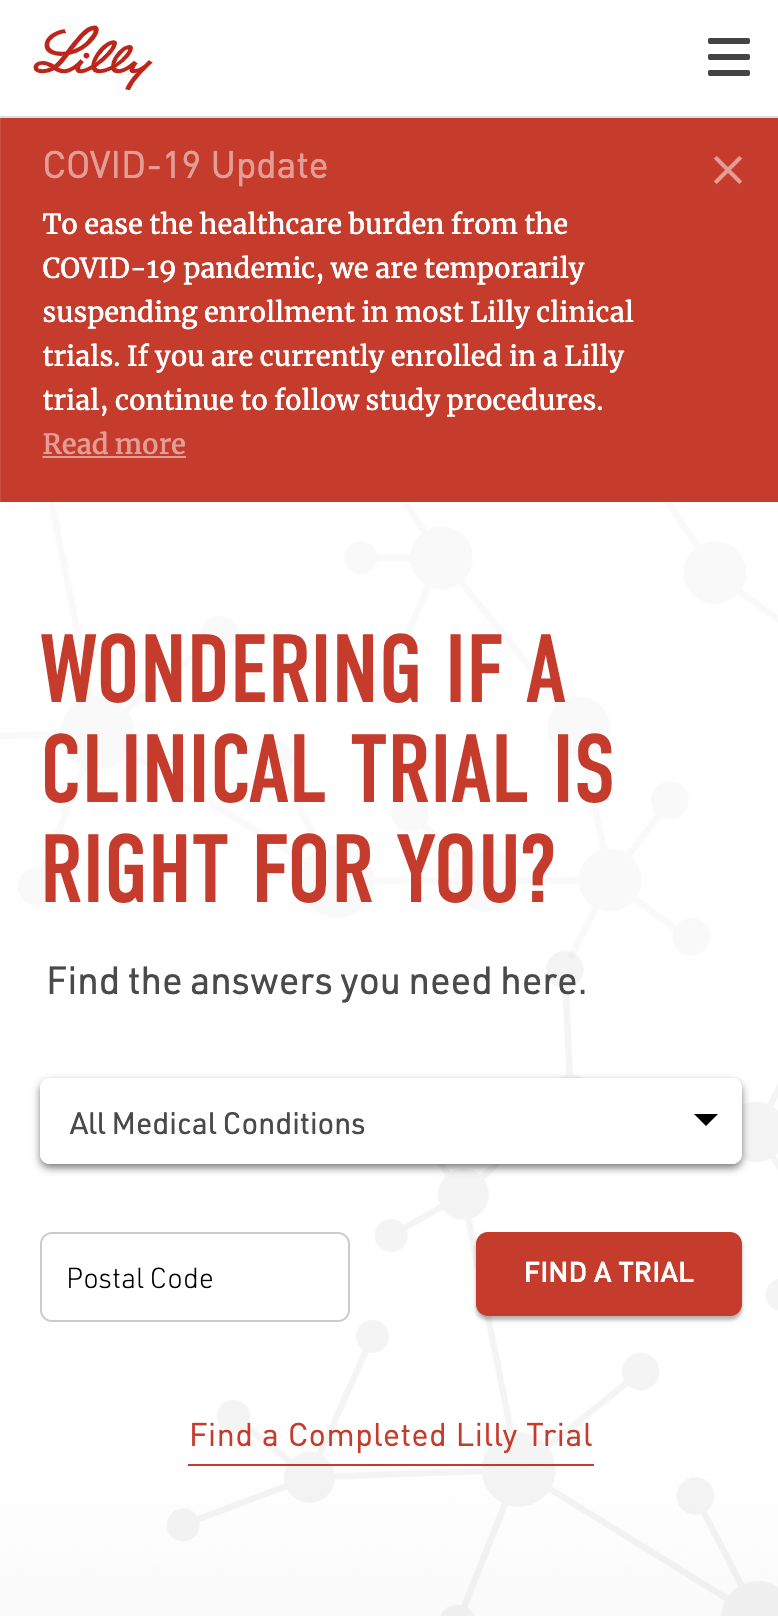 Lilly
COVID-19 Update
To ease the healthcare burden from the
COVID-19 pandemic, we are temporarily
suspending enrollment in most Lilly clinical
trials. If you are currently enrolled in a Lilly
trial, continue to follow study procedures.
Read more
WONDERING IF A
CLINICAL TRIAL IS
RIGHT FOR YOU?
Find the answers you need here.
All Medical Conditions
Postal Code
FIND A TRIAL
Find a Completed Lilly Trial